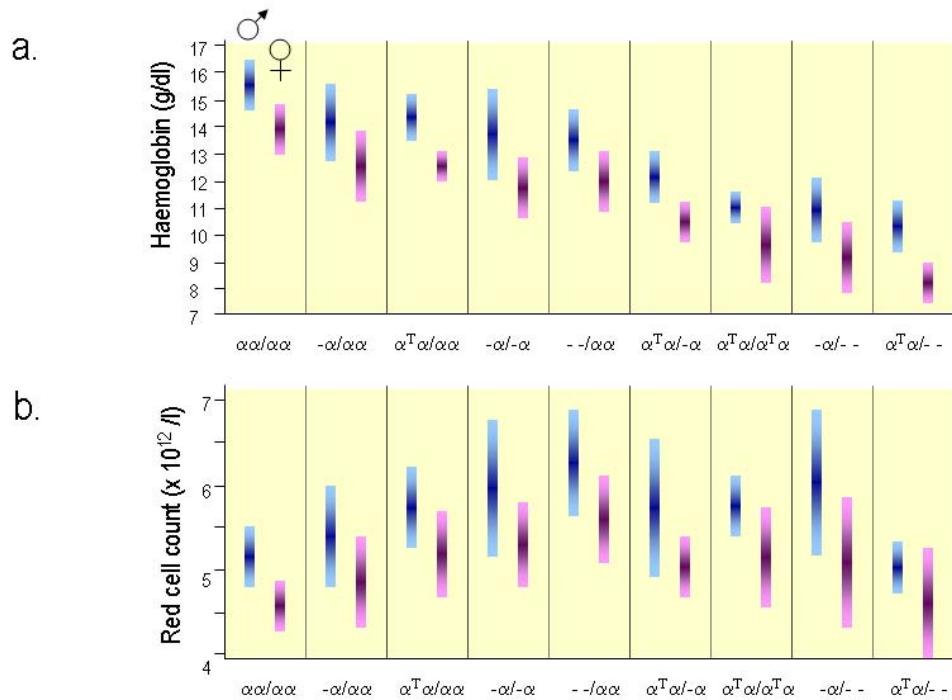 a.
♂ ♀
Haemoglobin (g/dl)
17
16
15
14
13
12
11
10
9
8
7
αα/αα -α/αα αᵀα/αα -α/-α - -/αα αᵀα/-α αᵀα/αᵀα -α/- - αᵀα/- -
b.
Red cell count (x 10¹² /l)
7
6
5
4
αα/αα -α/αα αᵀα/αα -α/-α - -/αα αᵀα/-α αᵀα/αᵀα -α/- - αᵀα/- -